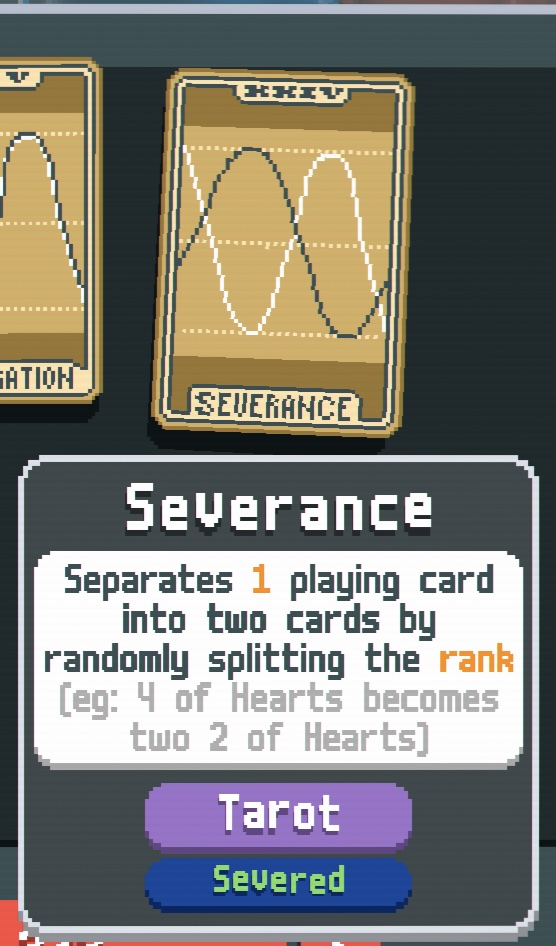 V
XXIV
GATION
SEVERANCE
Severance
Separates 1 playing card
into two cards by
randomly splitting the rank
(eg: 4 of Hearts becomes
two 2 of Hearts)
Tarot
Severed